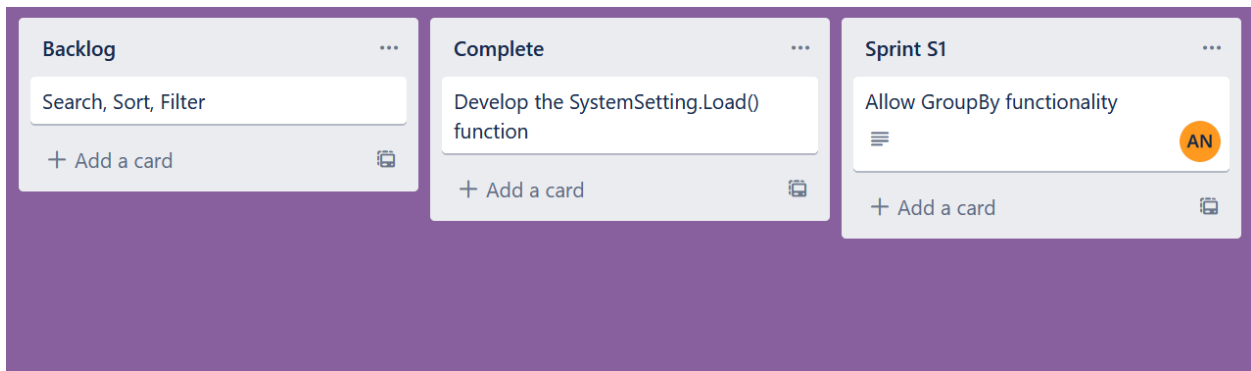 Backlog
Search, Sort, Filter
+ Add a card
Complete
Develop the SystemSetting.Load()
function
+ Add a card
Sprint S1
Allow GroupBy functionality
AN
+ Add a card